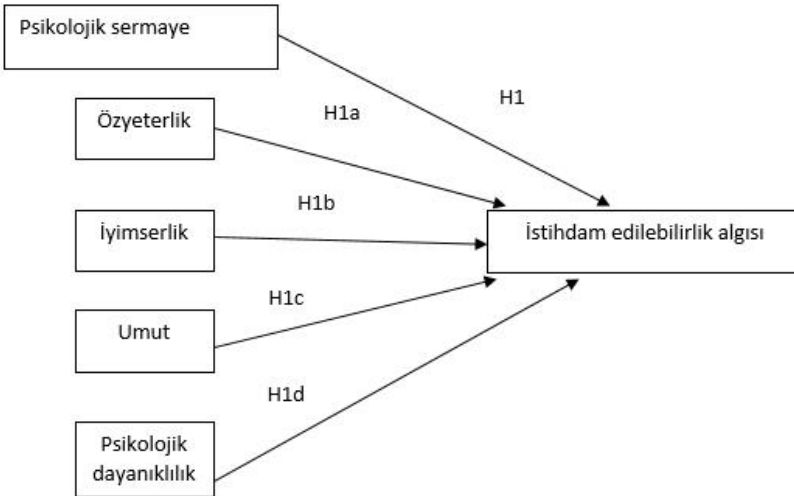 Psikolojik sermaye
H1
H1a
Özyeterlik
H1b
İyimserlik
İstihdam edilebilirlik algısı
H1c
Umut
H1d
Psikolojik
dayanıklılık